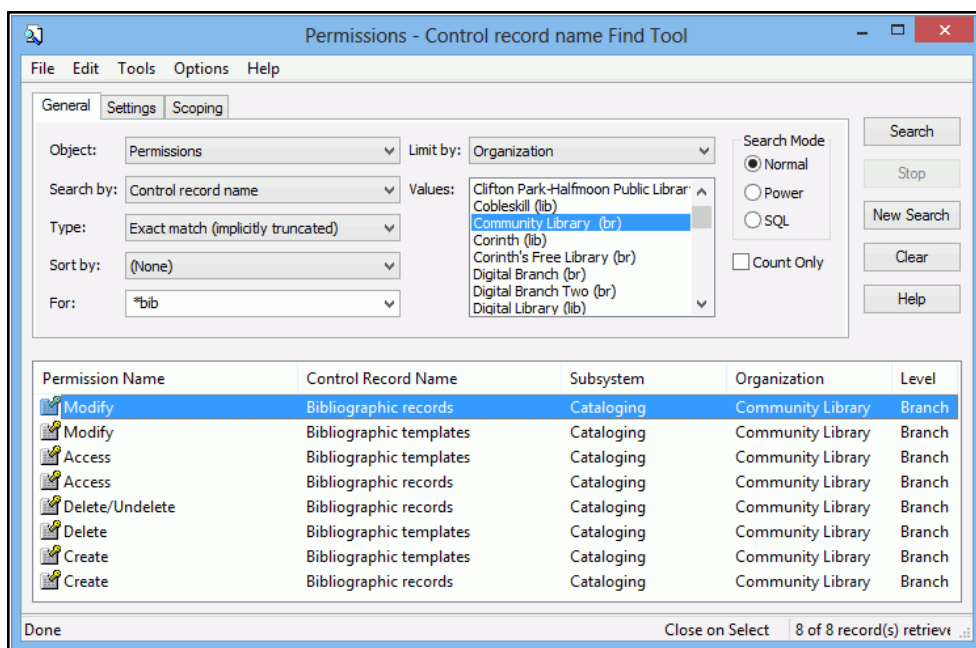 Permissions - Control record name Find Tool
File Edit Tools Options Help
General Settings Scoping
Object: Permissions Limit by: Organization Search Mode Search
Normal
Search by: Control record name Values: Clifton Park-Halfmoon Public Librar Power Stop
Cobleskill (lib)
Type: Exact match (implicitly truncated) Community Library (br) SQL New Search
Corinth (lib)
Sort by: (None) Corinth's Free Library (br) Count Only Clear
Digital Branch (br)
For: *bib Digital Branch Two (br) Help
Digital Library (lib)
Permission Name Control Record Name Subsystem Organization Level
Modify Bibliographic records Cataloging Community Library Branch
Modify Bibliographic templates Cataloging Community Library Branch
Access Bibliographic templates Cataloging Community Library Branch
Access Bibliographic records Cataloging Community Library Branch
Delete/Undelete Bibliographic records Cataloging Community Library Branch
Delete Bibliographic templates Cataloging Community Library Branch
Create Bibliographic templates Cataloging Community Library Branch
Create Bibliographic records Cataloging Community Library Branch
Done Close on Select 8 of 8 record(s) retrieve